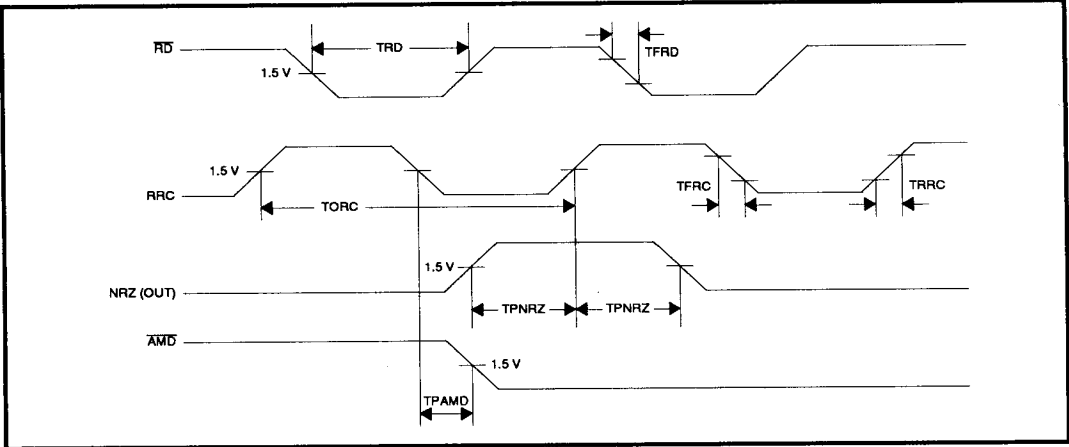 RD
TRD
TFRD
1.5 V
1.5 V
RRC
TORC
TFRC
TRRC
1.5 V
NRZ (OUT)
TPNRZ
TPNRZ
AMD
1.5 V
TPAMD